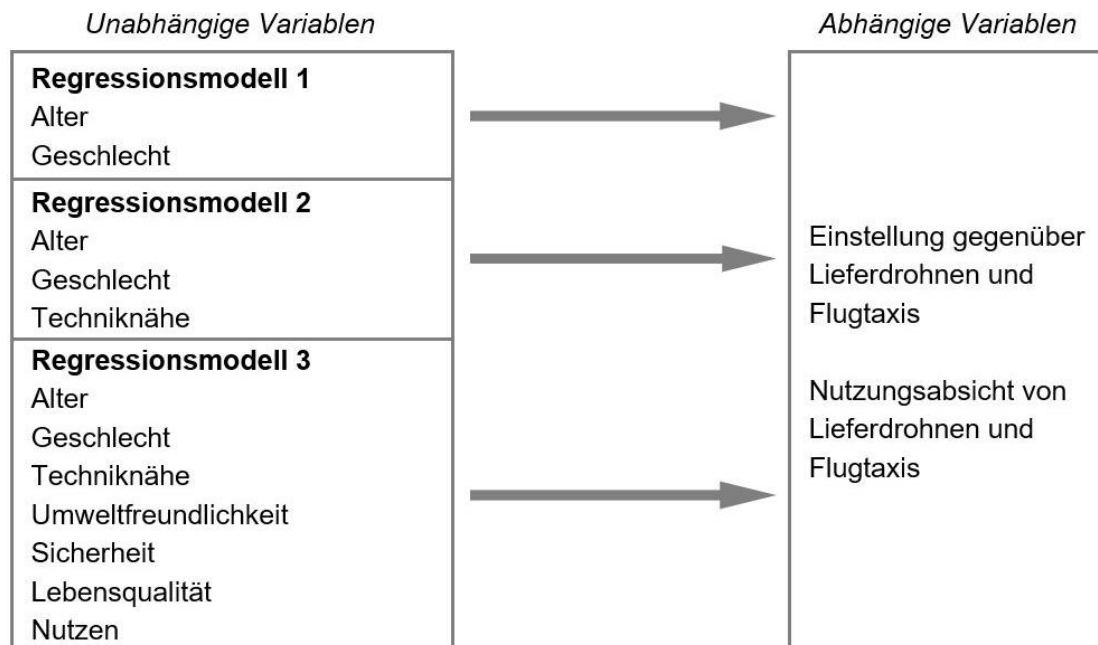 Unabhängige Variablen
Abhängige Variablen
Regressionsmodell 1
Alter
Geschlecht
Regressionsmodell 2
Alter
Geschlecht
Techniknähe
Regressionsmodell 3
Alter
Geschlecht
Techniknähe
Umweltfreundlichkeit
Sicherheit
Lebensqualität
Nutzen
Einstellung gegenüber
Lieferdrohnen und
Flugtaxis
Nutzungsabsicht von
Lieferdrohnen und
Flugtaxis